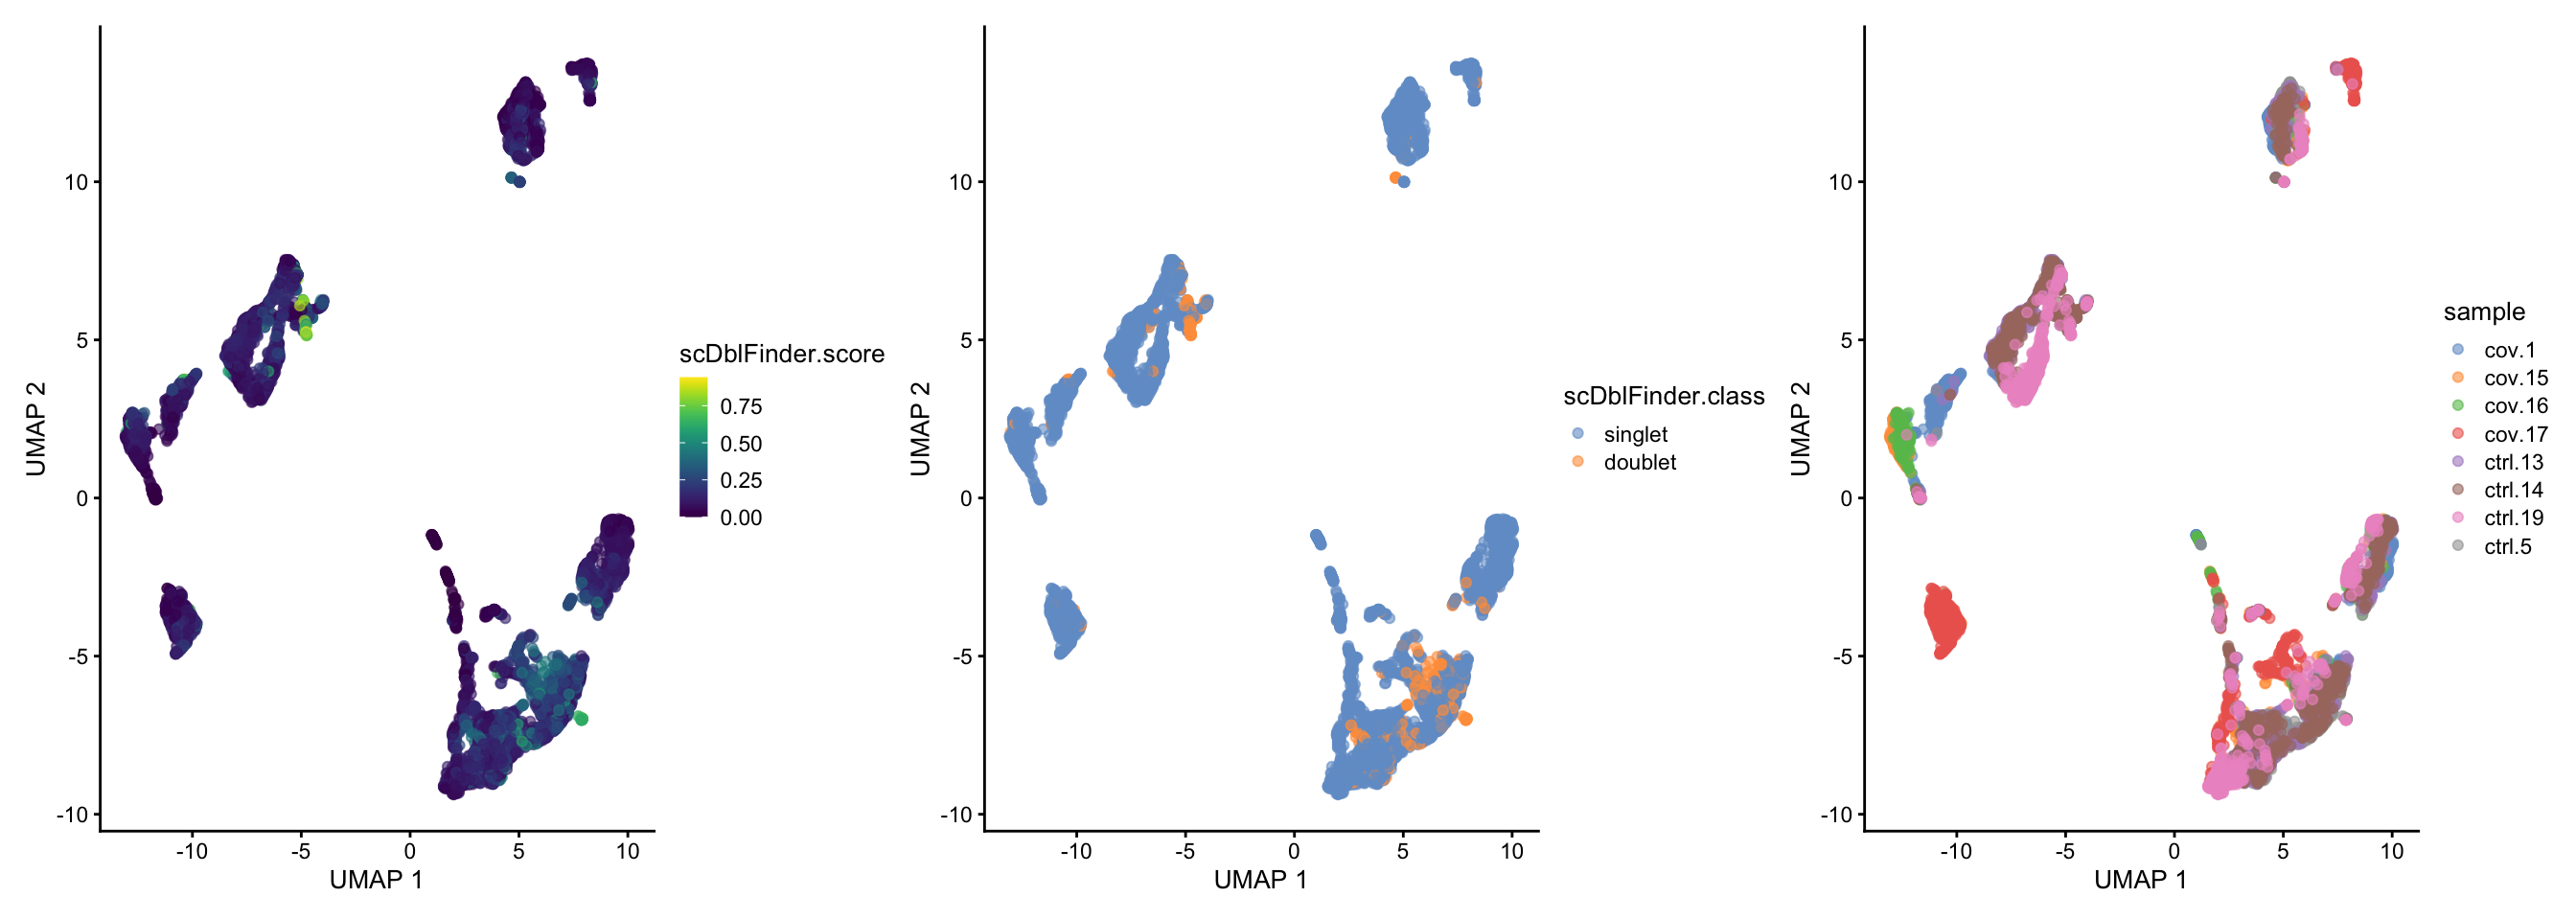 10
5
0
-5
-10
-10
-5
0
5
10
UMAP 1
UMAP 2
scDblFinder.score
0.75
0.50
0.25
0.00
10
5
0
-5
-10
-10
-5
0
5
10
UMAP 1
UMAP 2
scDblFinder.class
singlet
doublet
10
5
0
-5
-10
-10
-5
0
5
10
UMAP 1
UMAP 2
sample
cov.1
cov.15
cov.16
cov.17
ctrl.13
ctrl.14
ctrl.19
ctrl.5